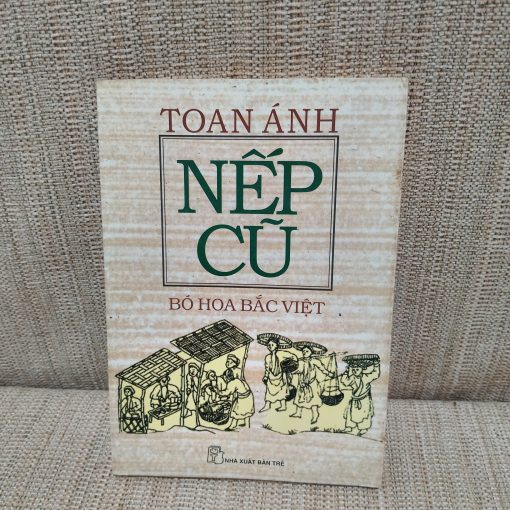 TOAN ÁNH
NẾP
CŨ
BÓ HOA BẮC VIỆT
NHÀ XUẤT BẢN TRẺ